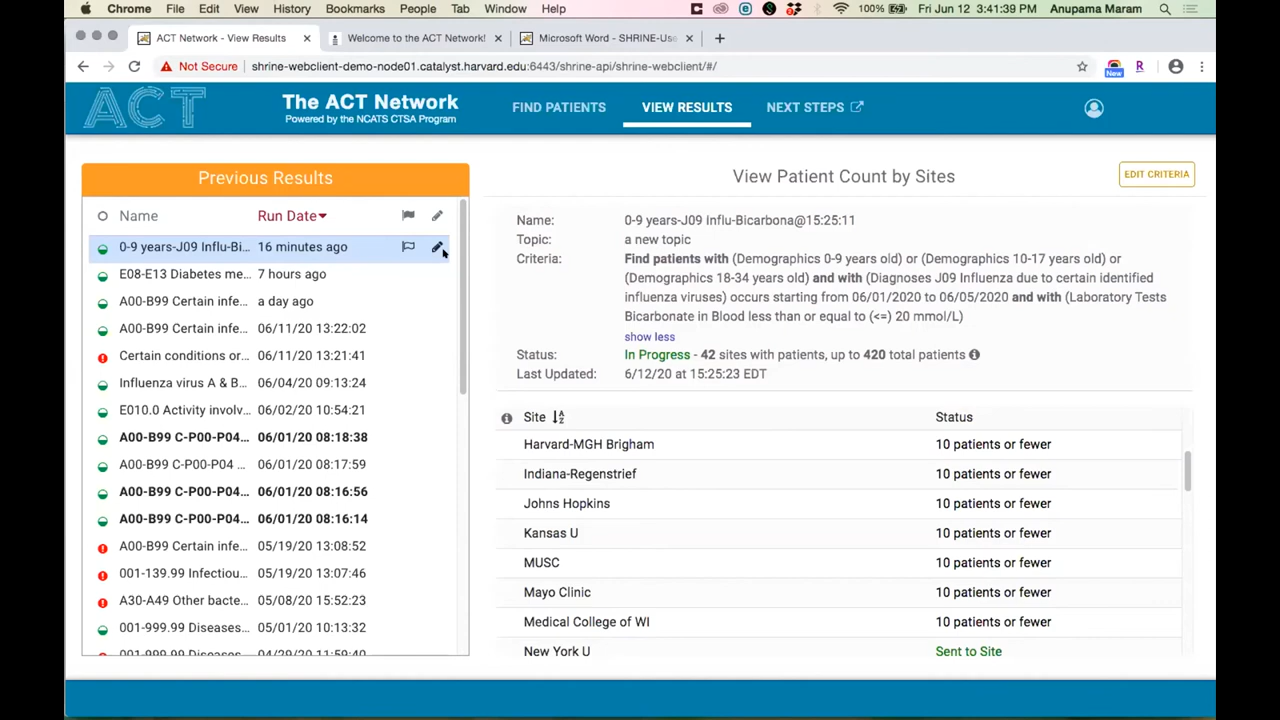 Chrome File Edit View History Bookmarks People Tab Window Help 100% Fri Jun 12 3:41:39 PM Anupama Maram
ACT Network - View Results × Welcome to the ACT Network! × Microsoft Word - SHRINE-Use × +
Not Secure shrine-webclient-demo-node01.catalyst.harvard.edu:6443/shrine-api/shrine-webclient/#/
New
ACT
The ACT Network
Powered by the NCATS CTSA Program
FIND PATIENTS VIEW RESULTS NEXT STEPS
Previous Results
Name Run Date
0-9 years-J09 Influ-Bi... 16 minutes ago
E08-E13 Diabetes me... 7 hours ago
A00-B99 Certain infe... a day ago
A00-B99 Certain infe... 06/11/20 13:22:02
Certain conditions or... 06/11/20 13:21:41
Influenza virus A & B... 06/04/20 09:13:24
E010.0 Activity involv... 06/02/20 10:54:21
A00-B99 C-P00-P04... 06/01/20 08:18:38
A00-B99 C-P00-P04 ... 06/01/20 08:17:59
A00-B99 C-P00-P04... 06/01/20 08:16:56
A00-B99 C-P00-P04... 06/01/20 08:16:14
A00-B99 Certain infe... 05/19/20 13:08:52
001-139.99 Infectiou... 05/19/20 13:07:46
A30-A49 Other bacte... 05/08/20 15:52:23
001-999.99 Diseases... 05/01/20 10:13:32
001-999.99 Diseases... 04/29/20 11:59:40
View Patient Count by Sites
EDIT CRITERIA
Name: 0-9 years-J09 Influ-Bicarbona@15:25:11
Topic: a new topic
Criteria: Find patients with (Demographics 0-9 years old) or (Demographics 10-17 years old) or
(Demographics 18-34 years old) and with (Diagnoses J09 Influenza due to certain identified
influenza viruses) occurs starting from 06/01/2020 to 06/05/2020 and with (Laboratory Tests
Bicarbonate in Blood less than or equal to (<=) 20 mmol/L)
show less
Status: In Progress - 42 sites with patients, up to 420 total patients
Last Updated: 6/12/20 at 15:25:23 EDT
Site Status
Harvard-MGH Brigham 10 patients or fewer
Indiana-Regenstrief 10 patients or fewer
Johns Hopkins 10 patients or fewer
Kansas U 10 patients or fewer
MUSC 10 patients or fewer
Mayo Clinic 10 patients or fewer
Medical College of WI 10 patients or fewer
New York U Sent to Site